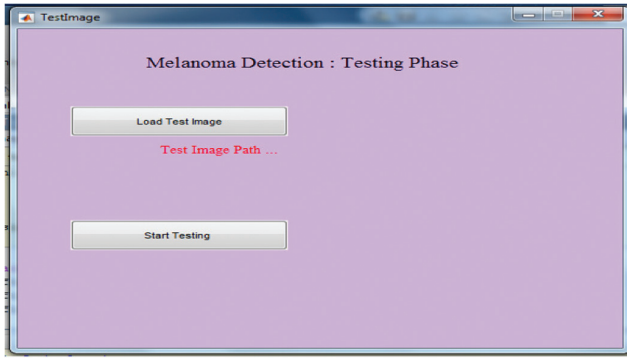 TestImage
Melanoma Detection : Testing Phase
Load Test Image
Test Image Path ...
Start Testing